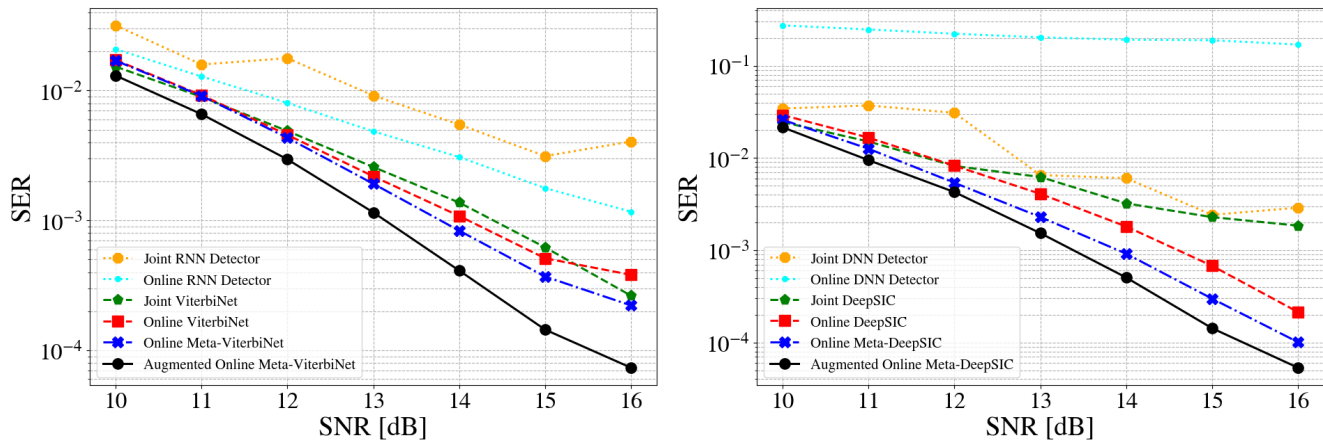 SER
10⁻²
10⁻³
10⁻⁴
Joint RNN Detector
Online RNN Detector
Joint ViterbiNet
Online ViterbiNet
Online Meta-ViterbiNet
Augmented Online Meta-ViterbiNet
10 11 12 13 14 15 16
SNR [dB]
SER
10⁻¹
10⁻²
10⁻³
10⁻⁴
Joint DNN Detector
Online DNN Detector
Joint DeepSIC
Online DeepSIC
Online Meta-DeepSIC
Augmented Online Meta-DeepSIC
10 11 12 13 14 15 16
SNR [dB]